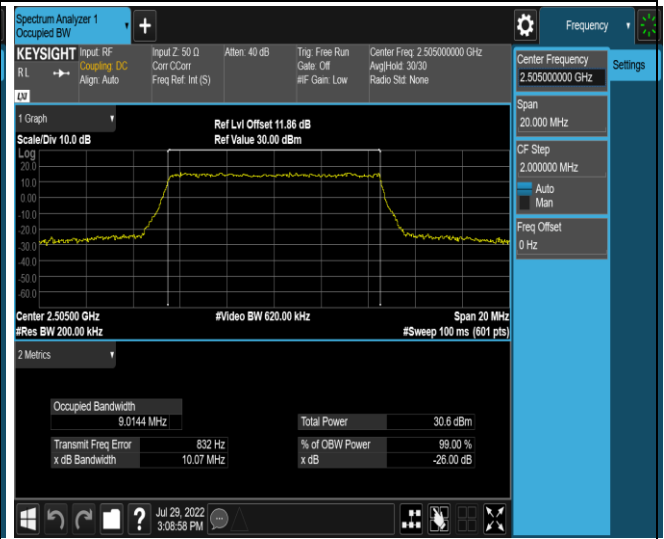 Spectrum Analyzer 1
Occupied BW
Frequency
KEYSIGHT
RL
LXI
Input: RF
Coupling: DC
Align: Auto
Input Z: 50 Ω
Corr CCorr
Freq Ref: Int (S)
Atten: 40 dB
Trig: Free Run
Gate: Off
#IF Gain: Low
Center Freq: 2.505000000 GHz
Avg|Hold: 30/30
Radio Std: None
Center Frequency
2.505000000 GHz
Settings
Span
20.000 MHz
CF Step
2.000000 MHz
Auto
Man
Freq Offset
0 Hz
1 Graph
Scale/Div 10.0 dB
Ref Lvl Offset 11.86 dB
Ref Value 30.00 dBm
Log
20.0
10.0
0.00
-10.0
-20.0
-30.0
-40.0
-50.0
-60.0
Center 2.50500 GHz
#Res BW 200.00 kHz
#Video BW 620.00 kHz
Span 20 MHz
#Sweep 100 ms (601 pts)
2 Metrics
Occupied Bandwidth
9.0144 MHz
Total Power 30.6 dBm
Transmit Freq Error 832 Hz
% of OBW Power 99.00 %
x dB Bandwidth 10.07 MHz
x dB -26.00 dB
?
Jul 29, 2022
3:08:58 PM